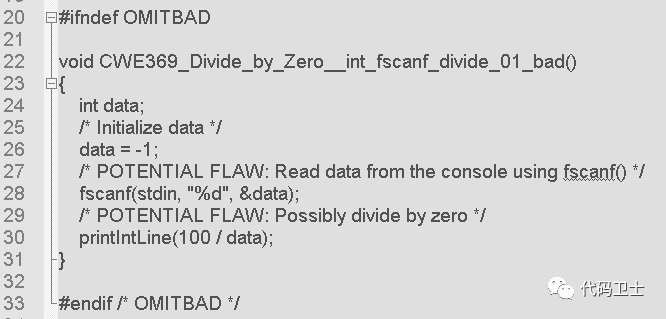 20 #ifndef OMITBAD
21
22 void CWE369_Divide_by_Zero__int_fscanf_divide_01_bad()
23 {
24 int data;
25 /* Initialize data */
26 data = -1;
27 /* POTENTIAL FLAW: Read data from the console using fscanf() */
28 fscanf(stdin, "%d", &data);
29 /* POTENTIAL FLAW: Possibly divide by zero */
30 printIntLine(100 / data);
31 }
32
33 #endif /* OMITBAD */
代码卫士